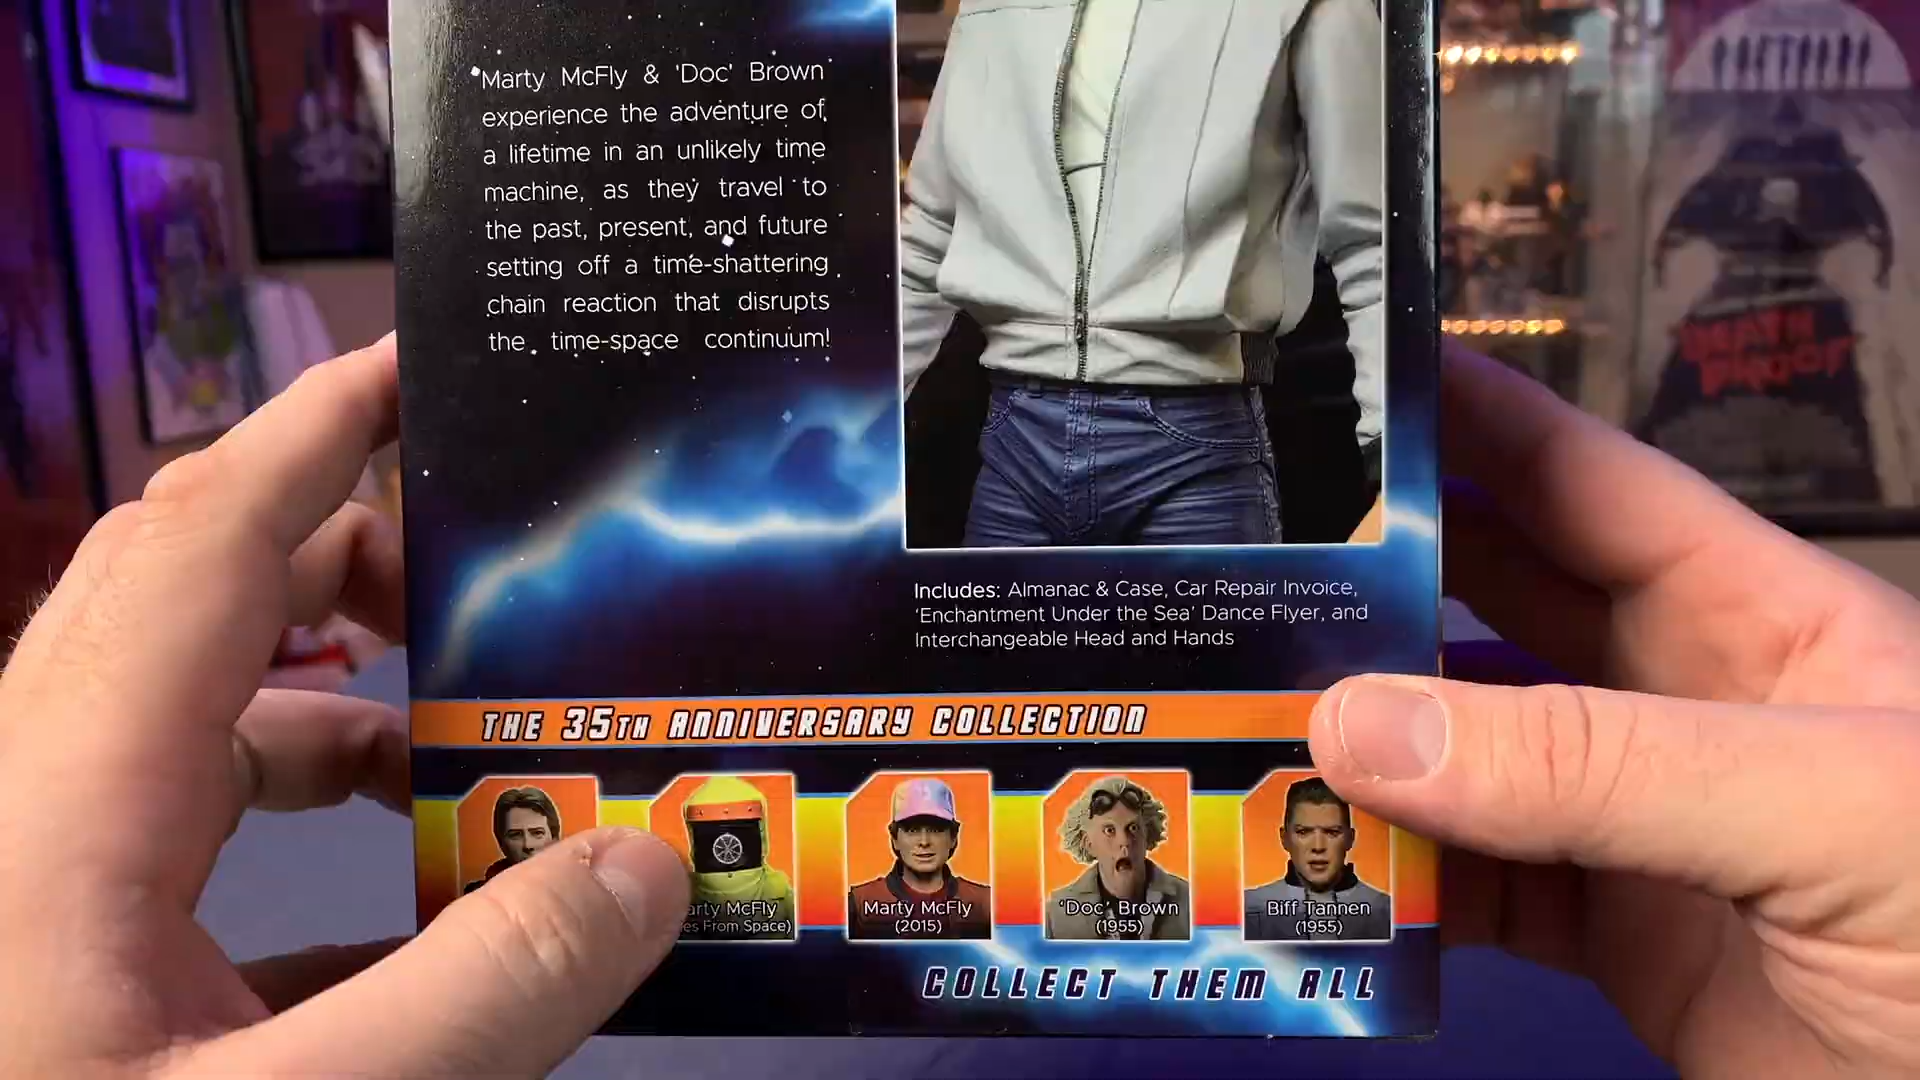 Marty McFly & 'Doc' Brown
experience the adventure of
a lifetime in an unlikely time
machine, as they travel to
the past, present, and future
setting off a time-shattering
chain reaction that disrupts
the time-space continuum!
Includes: Almanac & Case, Car Repair Invoice,
'Enchantment Under the Sea' Dance Flyer, and
Interchangeable Head and Hands
THE 35TH ANNIVERSARY COLLECTION
arty McFly
es From Space)
Marty McFly
(2015)
'Doc' Brown
(1955)
Biff Tannen
(1955)
COLLECT THEM ALL
DEATH
PROOF